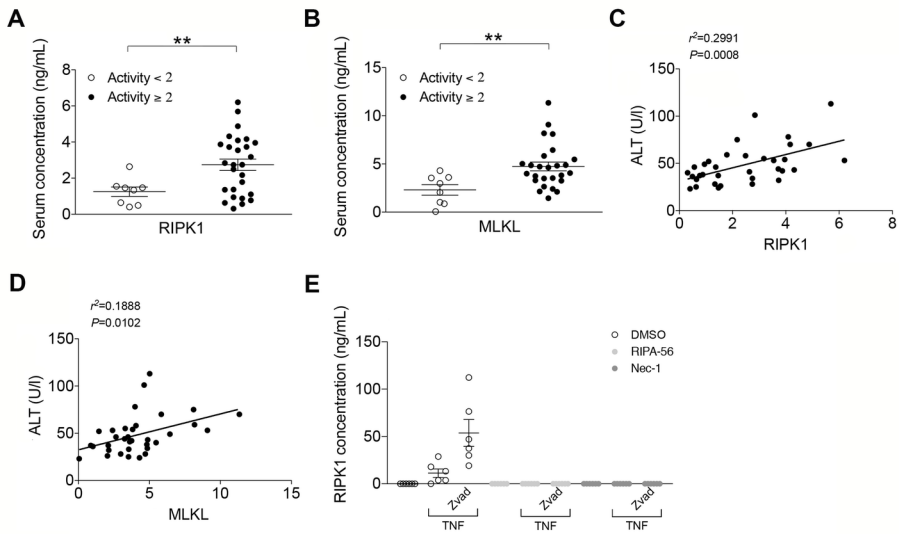 A
**
Serum concentration (ng/mL)
8
6
4
2
0
Activity < 2
Activity ≥ 2
RIPK1
B
**
Serum concentration (ng/mL)
15
10
5
0
Activity < 2
Activity ≥ 2
MLKL
C
r²=0.2991
P=0.0008
ALT (U/l)
150
100
50
0
0 2 4 6 8
RIPK1
D
r²=0.1888
P=0.0102
ALT (U/l)
150
100
50
0
0 5 10 15
MLKL
E
RIPK1 concentration (ng/mL)
150
100
50
0
DMSO
RIPA-56
Nec-1
Zvad Zvad Zvad
TNF TNF TNF